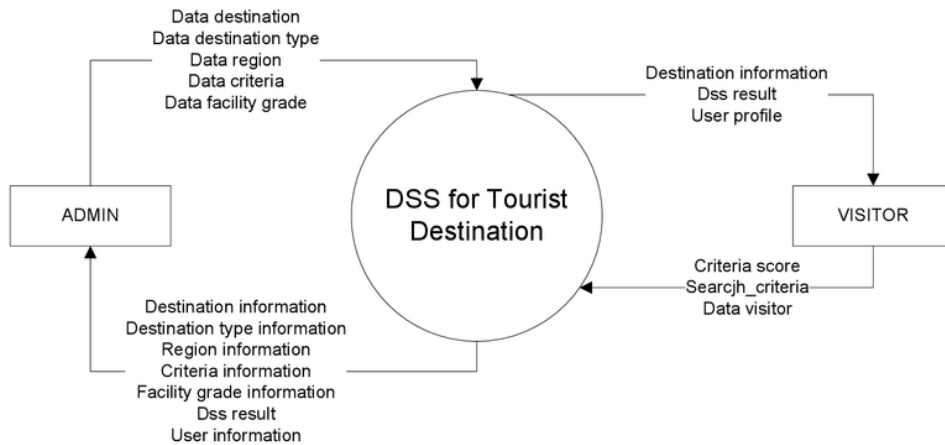 Data destination
Data destination type
Data region
Data criteria
Data facility grade
Destination information
Dss result
User profile
ADMIN
DSS for Tourist
Destination
VISITOR
Criteria score
Searcjh_criteria
Data visitor
Destination information
Destination type information
Region information
Criteria information
Facility grade information
Dss result
User information